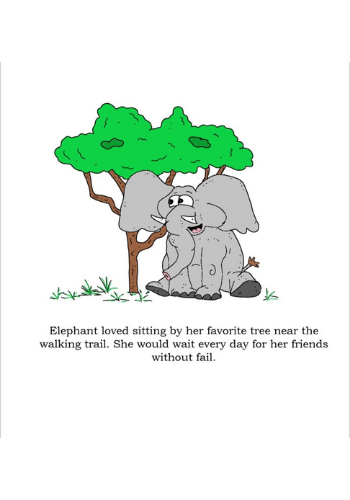 Elephant loved sitting by her favorite tree near the
walking trail. She would wait every day for her friends
without fail.